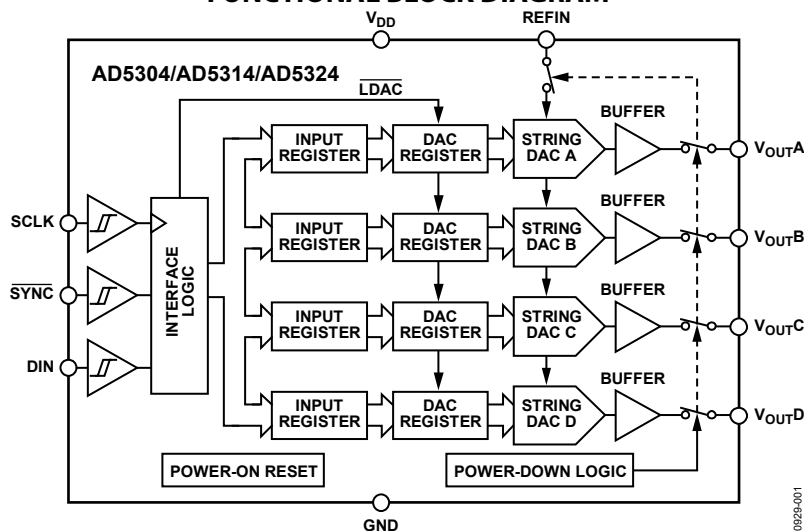 FUNCTIONAL BLOCK DIAGRAM
VDD
REFIN
AD5304/AD5314/AD5324
LDAC
INPUT
REGISTER
DAC
REGISTER
STRING
DAC A
BUFFER
VOUTA
INPUT
REGISTER
DAC
REGISTER
STRING
DAC B
BUFFER
VOUTB
SCLK
SYNC
DIN
INTERFACE
LOGIC
INPUT
REGISTER
DAC
REGISTER
STRING
DAC C
BUFFER
VOUTC
INPUT
REGISTER
DAC
REGISTER
STRING
DAC D
BUFFER
VOUTD
POWER-ON RESET
POWER-DOWN LOGIC
GND